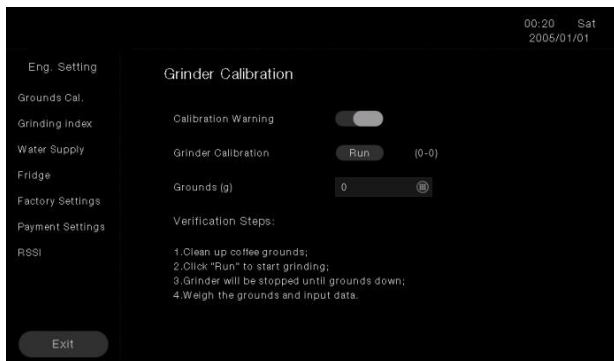 00:20 Sat
2005/01/01
Eng. Setting
Grounds Cal.
Grinding index
Water Supply
Fridge
Factory Settings
Payment Settings
RSSI
Exit
Grinder Calibration
Calibration Warning
Grinder Calibration Run (0-0)
Grounds (g) 0
Verification Steps:
1.Clean up coffee grounds;
2.Click "Run" to start grinding;
3.Grinder will be stopped until grounds down;
4.Weigh the grounds and input data.